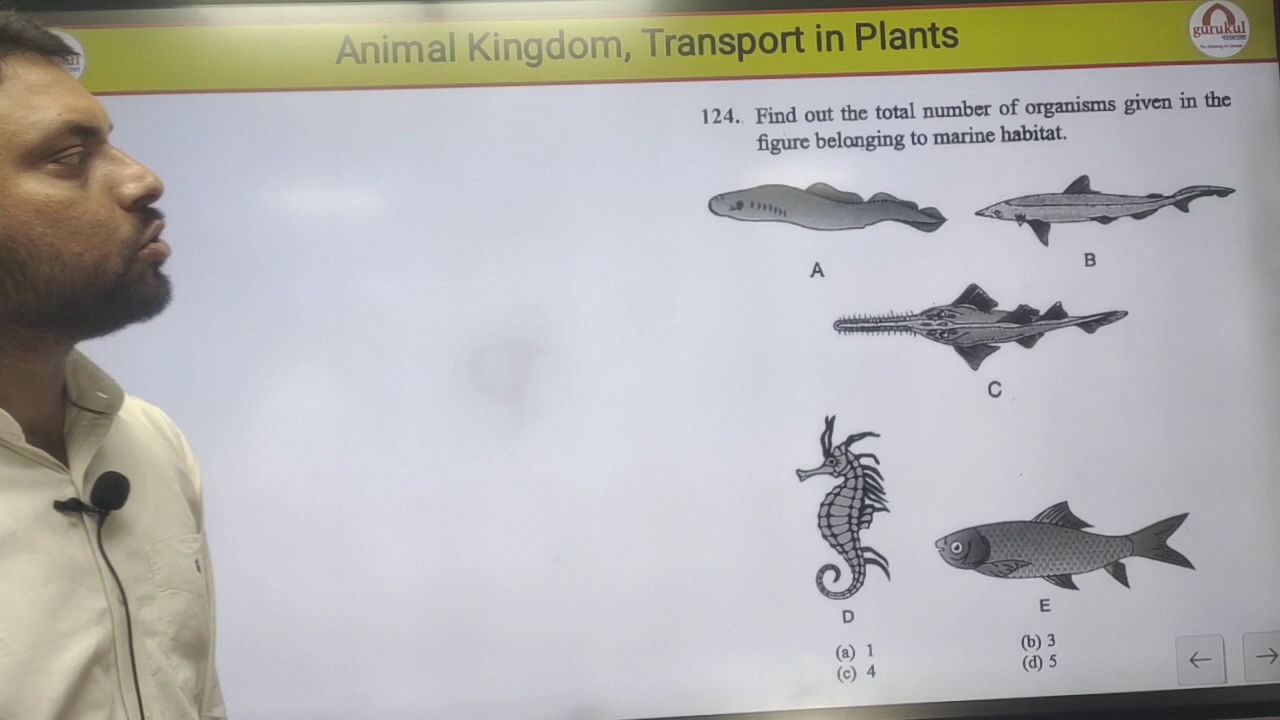 Animal Kingdom, Transport in Plants
gurukul
124. Find out the total number of organisms given in the
figure belonging to marine habitat.
A
B
C
D
E
(a) 1
(b) 3
(c) 4
(d) 5